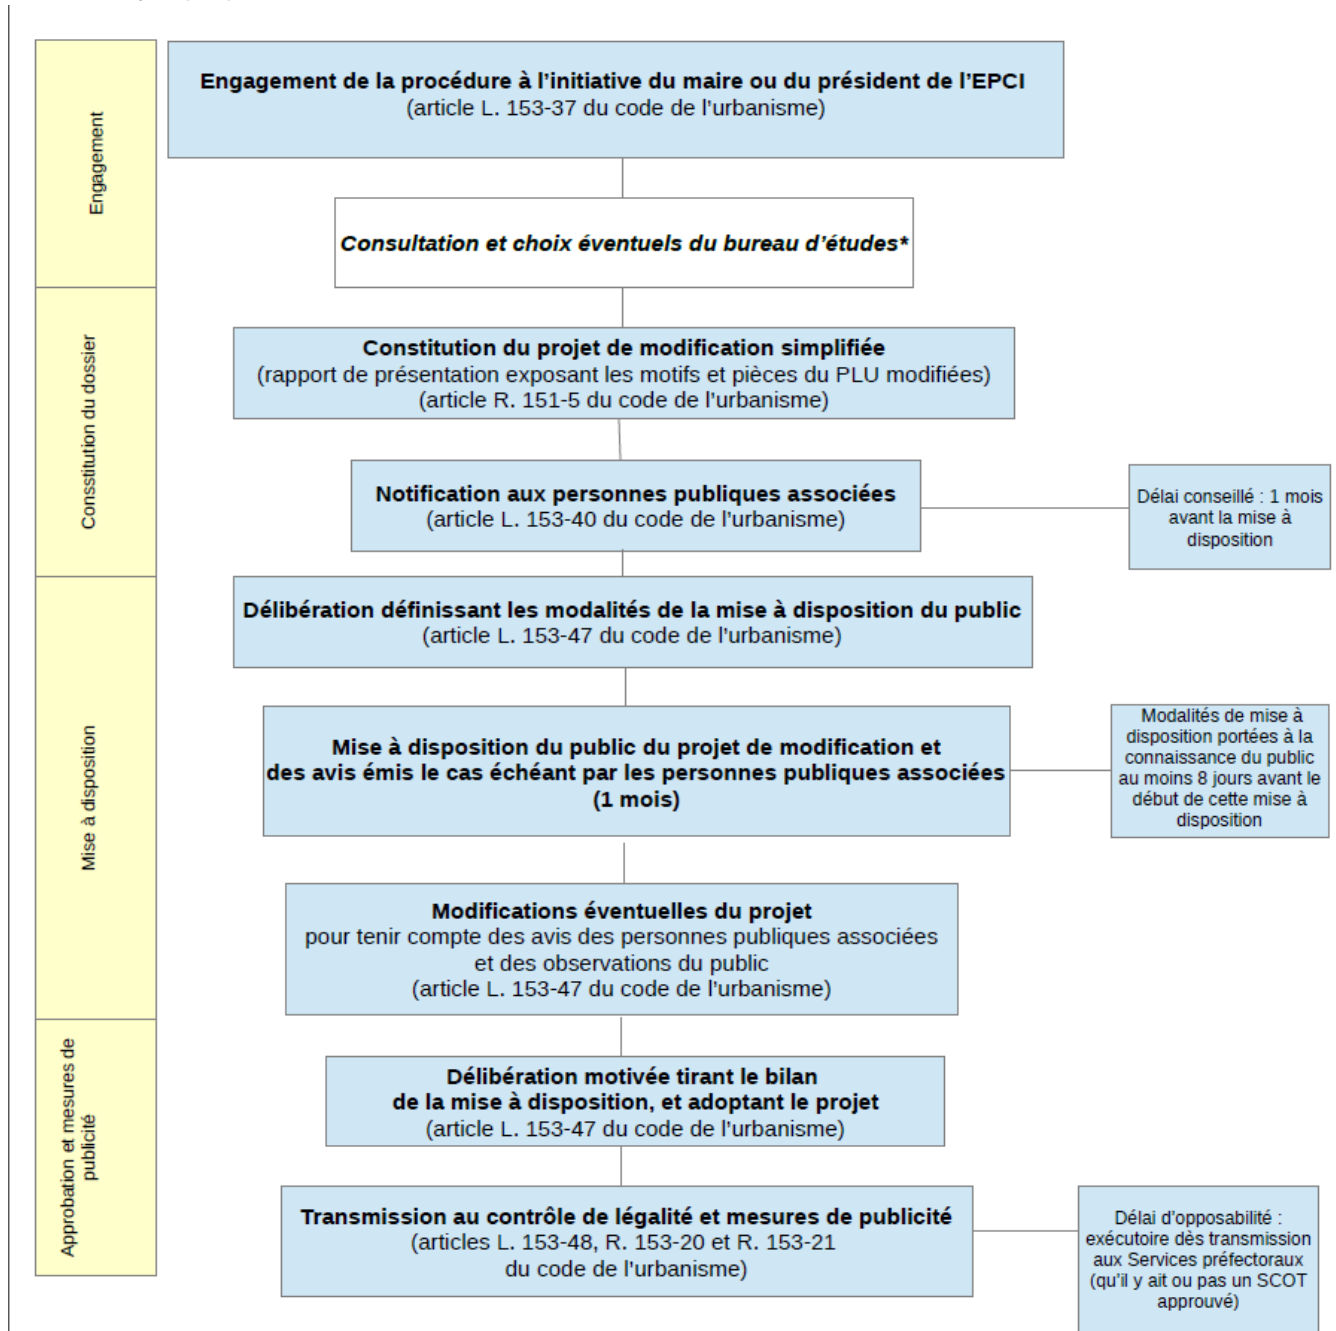 Engagement
Engagement de la procédure à l'initiative du maire ou du président de l'EPCI
(article L. 153-37 du code de l'urbanisme)
Consultation et choix éventuels du bureau d'études*
Consstitution du dossier
Constitution du projet de modification simplifiée
(rapport de présentation exposant les motifs et pièces du PLU modifiées)
(article R. 151-5 du code de l'urbanisme)
Notification aux personnes publiques associées
(article L. 153-40 du code de l'urbanisme)
Délai conseillé : 1 mois
avant la mise à
disposition
Mise à disposition
Délibération définissant les modalités de la mise à disposition du public
(article L. 153-47 du code de l'urbanisme)
Mise à disposition du public du projet de modification et
des avis émis le cas échéant par les personnes publiques associées
(1 mois)
Modalités de mise à
disposition portées à la
connaissance du public
au moins 8 jours avant le
début de cette mise à
disposition
Modifications éventuelles du projet
pour tenir compte des avis des personnes publiques associées
et des observations du public
(article L. 153-47 du code de l'urbanisme)
Approbation et mesures de
publicité
Délibération motivée tirant le bilan
de la mise à disposition, et adoptant le projet
(article L. 153-47 du code de l'urbanisme)
Transmission au contrôle de légalité et mesures de publicité
(articles L. 153-48, R. 153-20 et R. 153-21
du code de l'urbanisme)
Délai d'opposabilité :
exécutoire dès transmission
aux Services préfectoraux
(qu'il y ait ou pas un SCOT
approuvé)